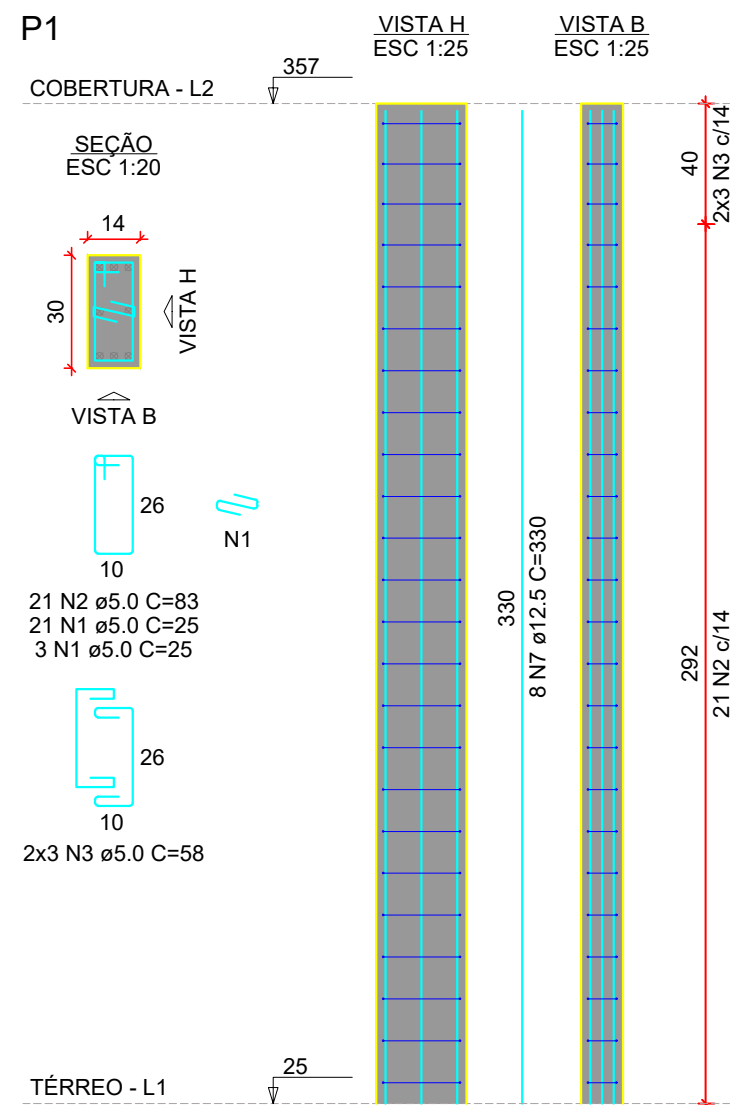 P1
VISTA H
ESC 1:25
VISTA B
ESC 1:25
COBERTURA - L2
357
SEÇÃO
ESC 1:20
14
30
VISTA H
VISTA B
26
10
N1
21 N2 ø5.0 C=83
21 N1 ø5.0 C=25
3 N1 ø5.0 C=25
26
10
2x3 N3 ø5.0 C=58
330
8 N7 ø12.5 C=330
40
2x3 N3 c/14
292
21 N2 c/14
TÉRREO - L1
25